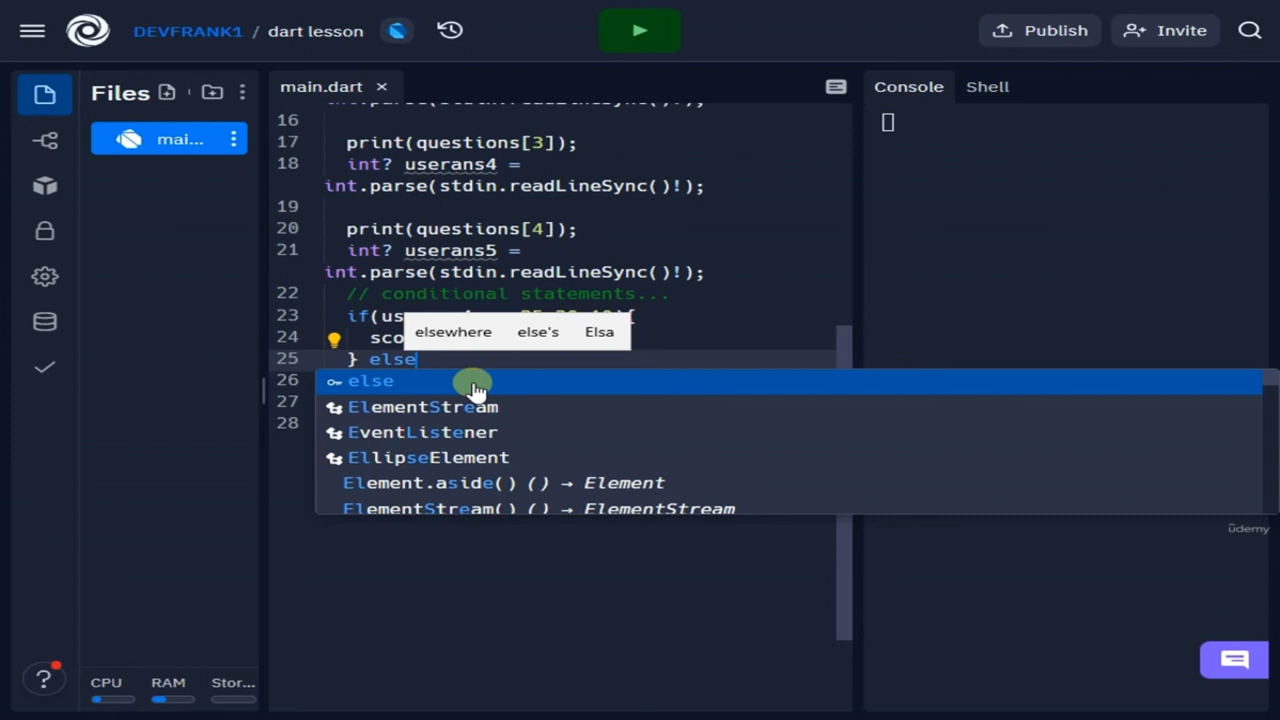 DEVFRANK1 / dart lesson
Publish
Invite
Files
main.dart
Console
Shell
mai...
16
17 print(questions[3]);
18 int? userans4 =
int.parse(stdin.readLineSync()!);
19
20 print(questions[4]);
21 int? userans5 =
int.parse(stdin.readLineSync()!);
22 // conditional statements...
23 if(us
24 sco
elsewhere else's Elsa
25 } else
26
27
28
else
ElementStream
EventListener
EllipseElement
Element.aside() () → Element
ElementStream() () → ElementStream
ûdemy
CPU RAM Stor...
?